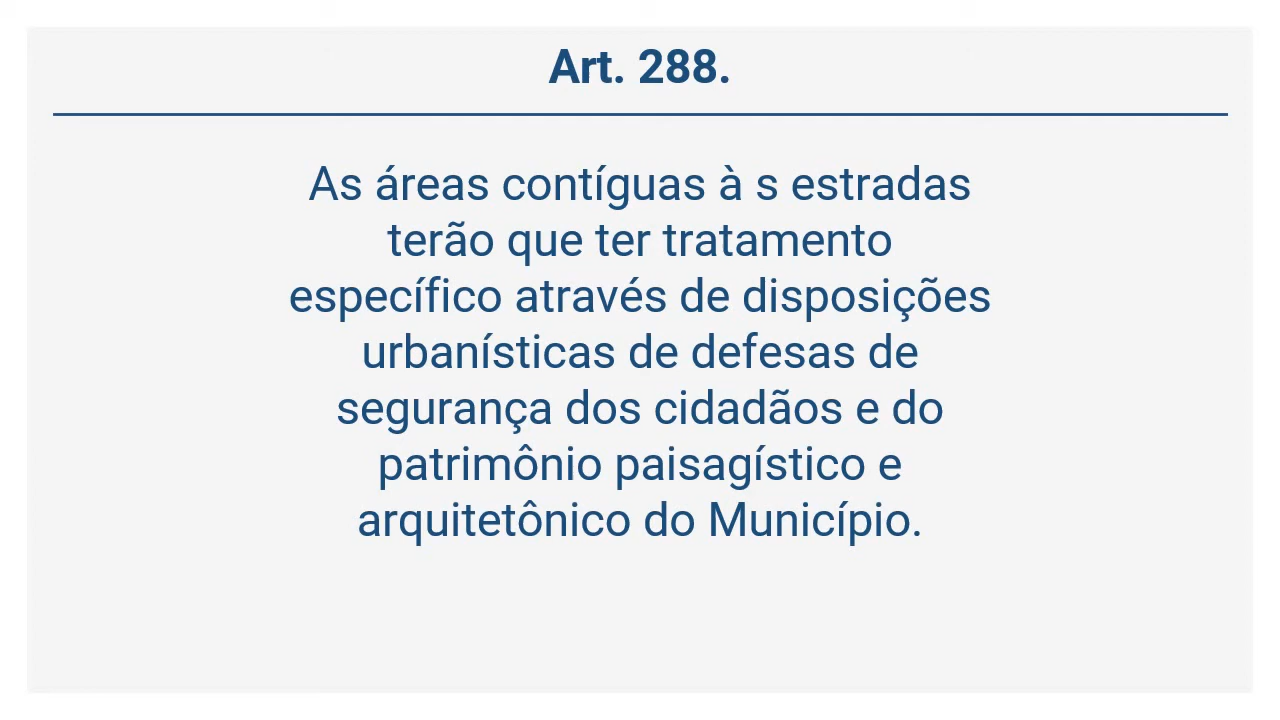 Art. 288.
As áreas contíguas à s estradas
terão que ter tratamento
específico através de disposições
urbanísticas de defesas de
segurança dos cidadãos e do
patrimônio paisagístico e
arquitetônico do Município.